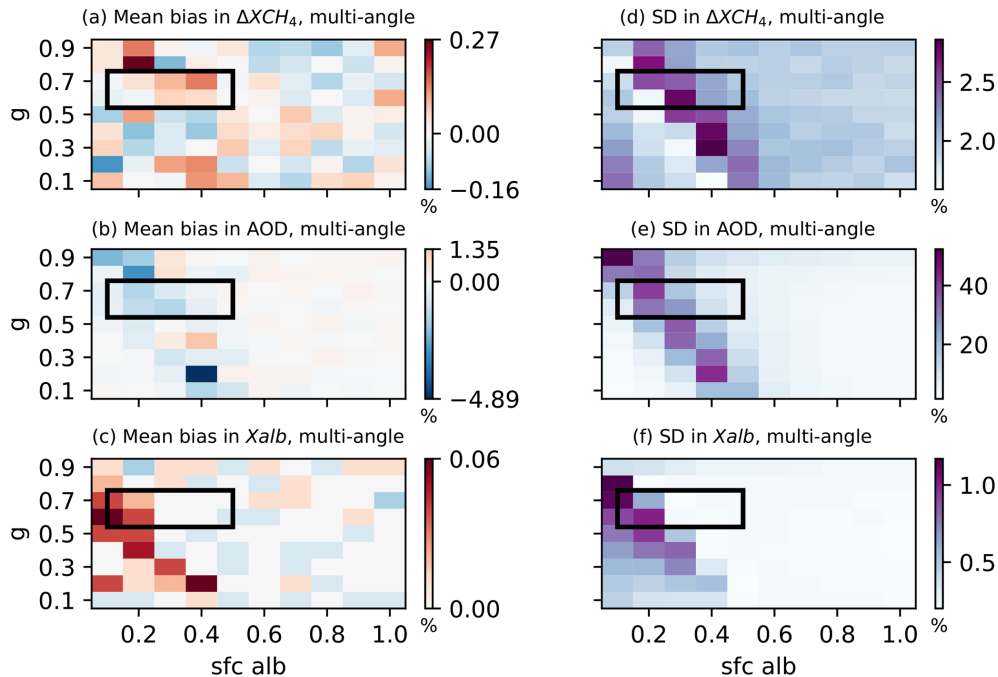 (a) Mean bias in ΔXCH₄, multi-angle
0.9
0.7
0.5
0.3
0.1
g
0.27
0.00
−0.16
%
(d) SD in ΔXCH₄, multi-angle
2.5
2.0
%
(b) Mean bias in AOD, multi-angle
0.9
0.7
0.5
0.3
0.1
g
1.35
0.00
−4.89
%
(e) SD in AOD, multi-angle
40
20
%
(c) Mean bias in Xalb, multi-angle
0.9
0.7
0.5
0.3
0.1
g
0.2 0.4 0.6 0.8 1.0
sfc alb
0.06
0.00
%
(f) SD in Xalb, multi-angle
0.2 0.4 0.6 0.8 1.0
sfc alb
1.0
0.5
%